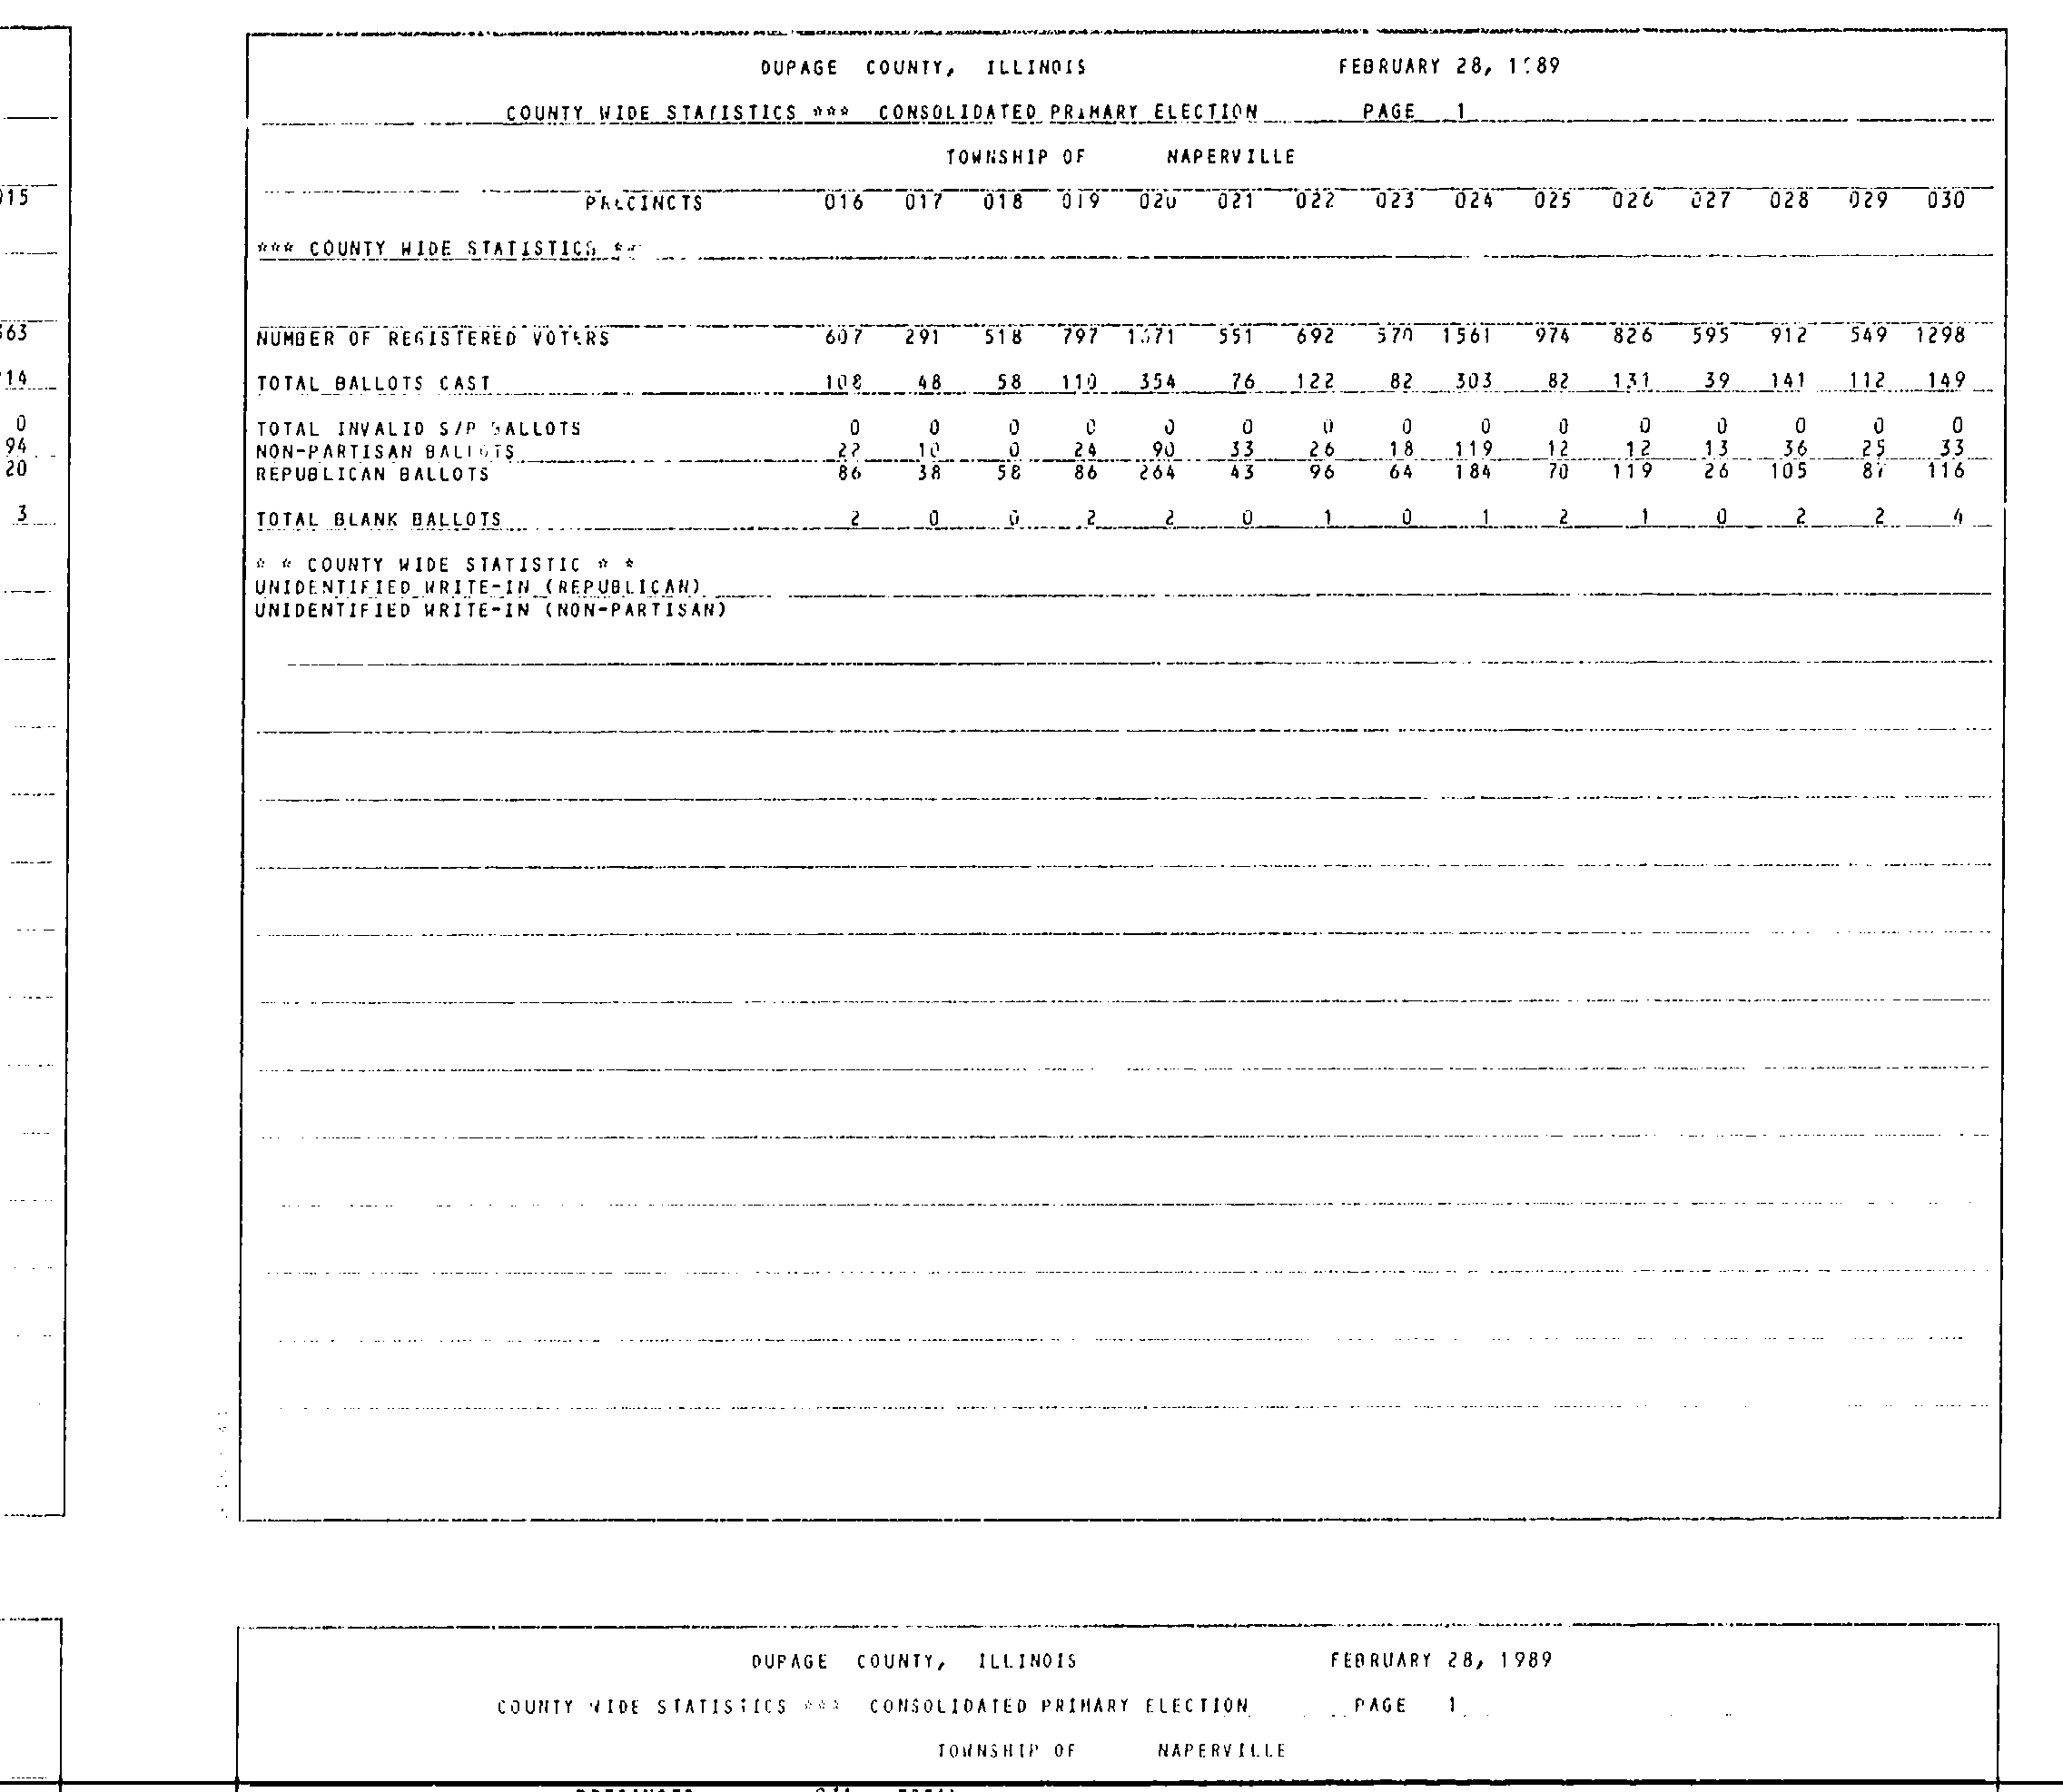 DUPAGE COUNTY, ILLINOIS FEBRUARY 28, 1989
COUNTY WIDE STATISTICS *** CONSOLIDATED PRIMARY ELECTION PAGE 1
TOWNSHIP OF NAPERVILLE
015
PRECINCTS 016 017 018 019 020 021 022 023 024 025 026 027 028 029 030
*** COUNTY WIDE STATISTICS **
363
NUMBER OF REGISTERED VOTERS 607 291 518 797 1371 551 692 570 1561 974 826 595 912 549 1298
14
TOTAL BALLOTS CAST 108 48 58 110 354 76 122 82 303 82 131 39 141 112 149
0
TOTAL INVALID S/P BALLOTS 0 0 0 0 0 0 0 0 0 0 0 0 0 0 0
94
NON-PARTISAN BALLOTS 22 10 0 24 90 33 26 18 119 12 12 13 36 25 33
20
REPUBLICAN BALLOTS 86 38 58 86 264 43 96 64 184 70 119 26 105 87 116
3
TOTAL BLANK BALLOTS 2 0 0 2 2 0 1 0 1 2 1 0 2 2 4
* * COUNTY WIDE STATISTIC * *
UNIDENTIFIED WRITE-IN (REPUBLICAN)
UNIDENTIFIED WRITE-IN (NON-PARTISAN)
DUPAGE COUNTY, ILLINOIS FEBRUARY 28, 1989
COUNTY WIDE STATISTICS *** CONSOLIDATED PRIMARY ELECTION PAGE 1
TOWNSHIP OF NAPERVILLE